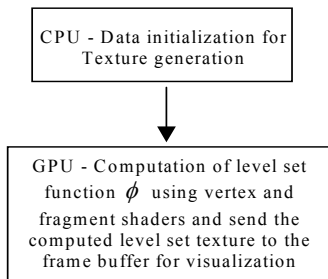 CPU - Data initialization for
Texture generation
GPU - Computation of level set
function ϕ using vertex and
fragment shaders and send the
computed level set texture to the
frame buffer for visualization